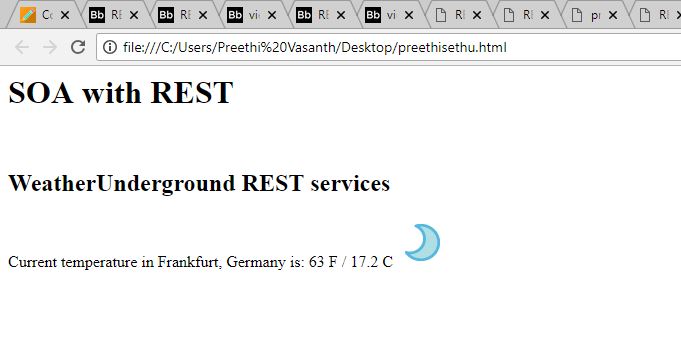 Co
Bb RE
Bb RE
Bb vi
Bb RE
Bb vi
RE
RE
pr
RE
file:///C:/Users/Preethi%20Vasanth/Desktop/preethisethu.html
SOA with REST
WeatherUnderground REST services
Current temperature in Frankfurt, Germany is: 63 F / 17.2 C